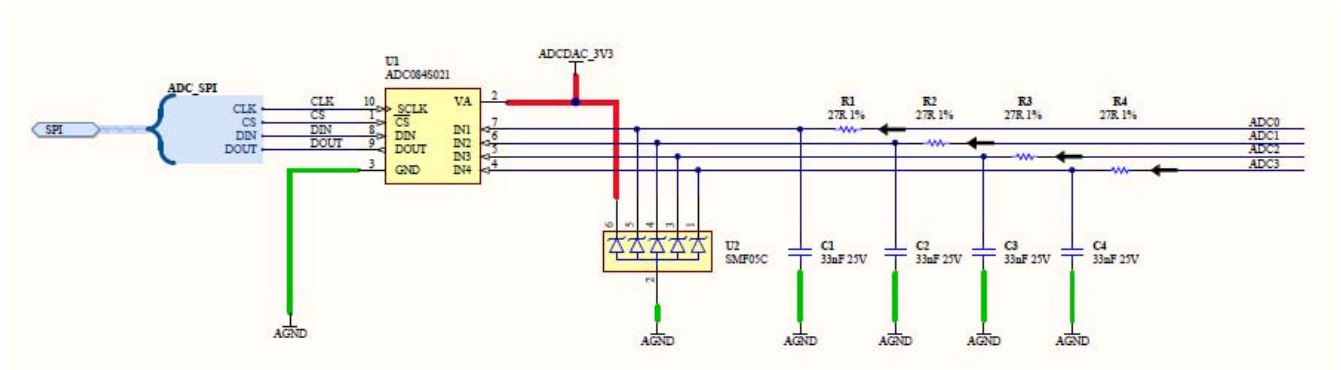 ADCDAC_3V3
U1
ADC084S021
ADC_SPI
SPI
CLK
CS
DIN
DOUT
CLK
CS
DIN
DOUT
10
1
8
9
3
SCLK
CS
DIN
DOUT
GND
VA
IN1
IN2
IN3
IN4
2
7
6
5
4
R1
27R 1%
R2
27R 1%
R3
27R 1%
R4
27R 1%
ADC0
ADC1
ADC2
ADC3
6
5
4
3
1
2
U2
SMF05C
C1
33nF 25V
C2
33nF 25V
C3
33nF 25V
C4
33nF 25V
AGND
AGND
AGND
AGND
AGND
AGND